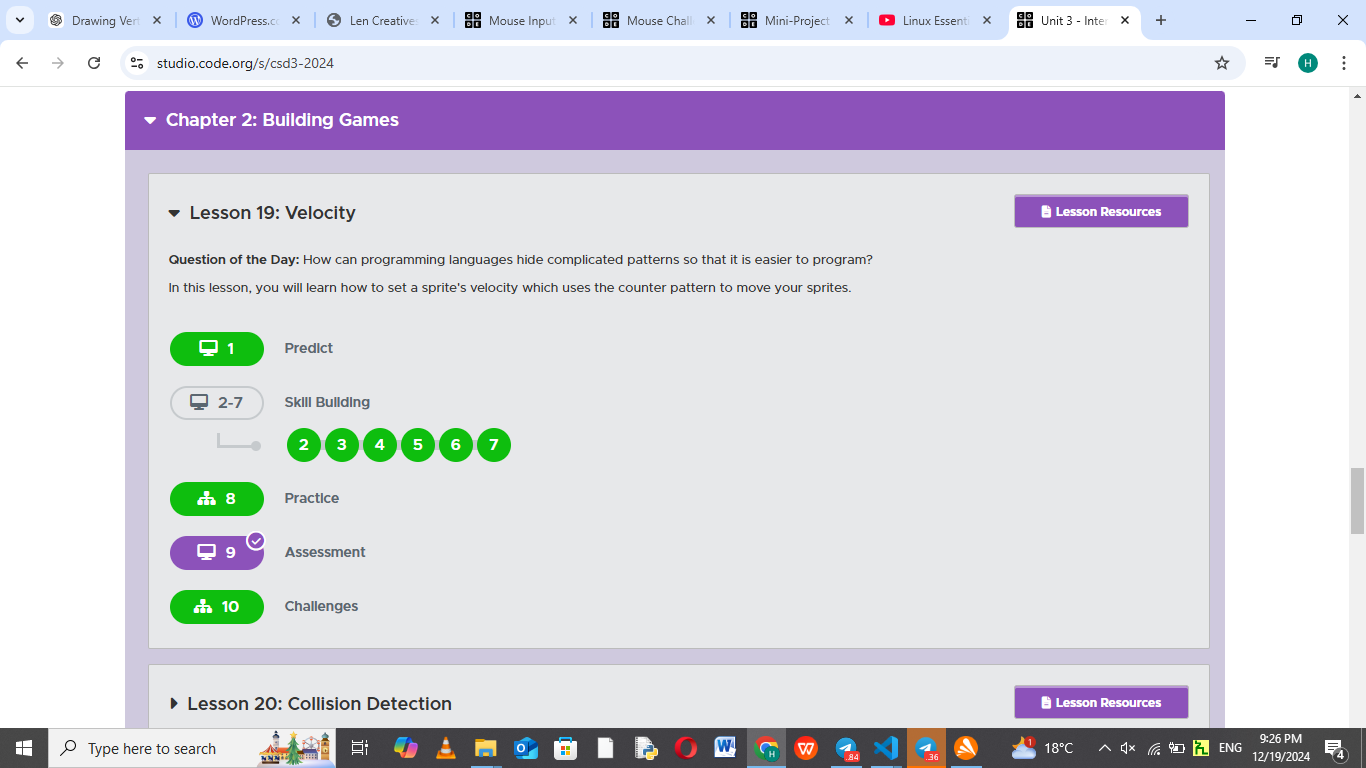 Drawing Vert
WordPress.c
Len Creative
Mouse Input
Mouse Chall
Mini-Project
Linux Essenti
Unit 3 - Inter
studio.code.org/s/csd3-2024
H
Chapter 2: Building Games
Lesson 19: Velocity
Lesson Resources
Question of the Day: How can programming languages hide complicated patterns so that it is easier to program?
In this lesson, you will learn how to set a sprite's velocity which uses the counter pattern to move your sprites.
1 Predict
2-7 Skill Building
2 3 4 5 6 7
8 Practice
9 Assessment
10 Challenges
Lesson 20: Collision Detection
Lesson Resources
Type here to search
84
36
1
18°C
ENG
9:26 PM
12/19/2024
4